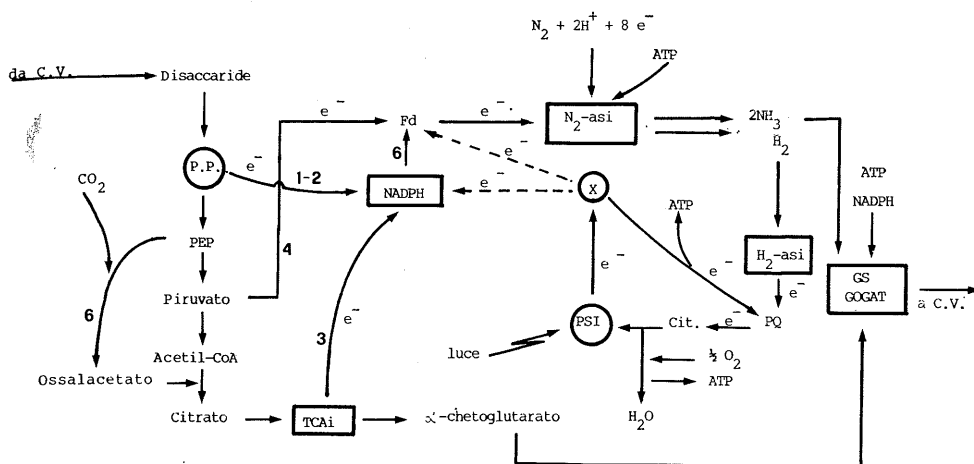 N2 + 2H+ + 8 e-
ATP
da C.V.
Disaccaride
e-
Fd
e-
N2-asi
2NH3
H2
e-
6
P.P.
e-
1-2
NADPH
e-
X
ATP
NADPH
CO2
ATP
PEP
4
H2-asi
e-
e-
e-
GS
GOGAT
a C.V.
6
Piruvato
3
e-
PSI
Cit.
e-
PQ
luce
½ O2
Acetil-CoA
ATP
Ossalacetato
Citrato
TCAi
α-chetoglutarato
H2O